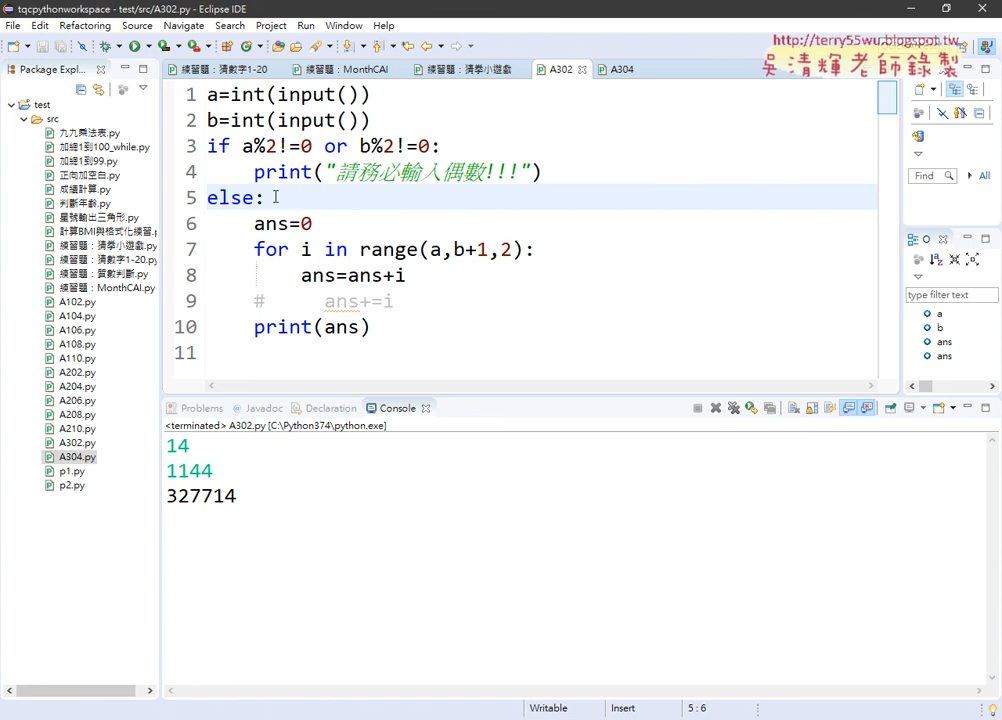 tqcpythonworkspace - test/src/A302.py - Eclipse IDE
File Edit Refactoring Source Navigate Search Project Run Window Help
http://terry55wu.blogspot.tw
吳清輝老師錄製
Package Expl...
練習題：猜數字1-20
練習題：MonthCAI
練習題：猜拳小遊戲
A302
A304
test
src
九九乘法表.py
加總1到100_while.py
加總1到99.py
正向加空白.py
成績計算.py
判斷年齡.py
星號輸出三角形.py
計算BMI與格式化練習.
練習題：猜拳小遊戲.p
練習題：猜數字1-20.py
練習題：質數判斷.py
練習題：MonthCAI.py
A102.py
A104.py
A106.py
A108.py
A110.py
A202.py
A204.py
A206.py
A208.py
A210.py
A302.py
A304.py
p1.py
p2.py
1 a=int(input())
2 b=int(input())
3 if a%2!=0 or b%2!=0:
4 print("請務必輸入偶數!!!")
5 else:
6 ans=0
7 for i in range(a,b+1,2):
8 ans=ans+i
9 # ans+=i
10 print(ans)
11
Find
All
type filter text
a
b
ans
ans
Problems
Javadoc
Declaration
Console
<terminated> A302.py [C:\Python374\python.exe]
14
1144
327714
Writable
Insert
5 : 6